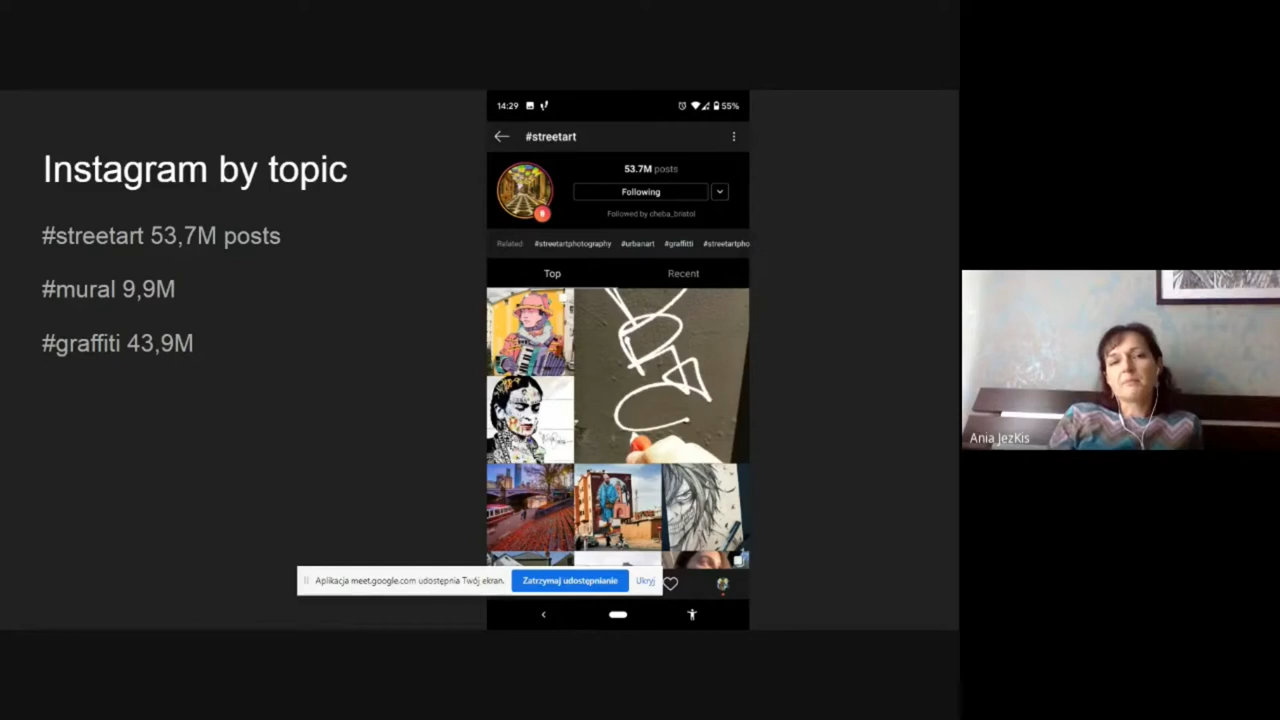 Instagram by topic
#streetart 53,7M posts
#mural 9,9M
#graffiti 43,9M
14:29
55%
#streetart
53.7M posts
Following
Followed by cheba_bristol
Related #streetartphotography #urbanart #graffiti #streetartpho
Top Recent
Aplikacja meet.google.com udostępnia Twój ekran. Zatrzymaj udostępnianie Ukryj
Ania JezKis